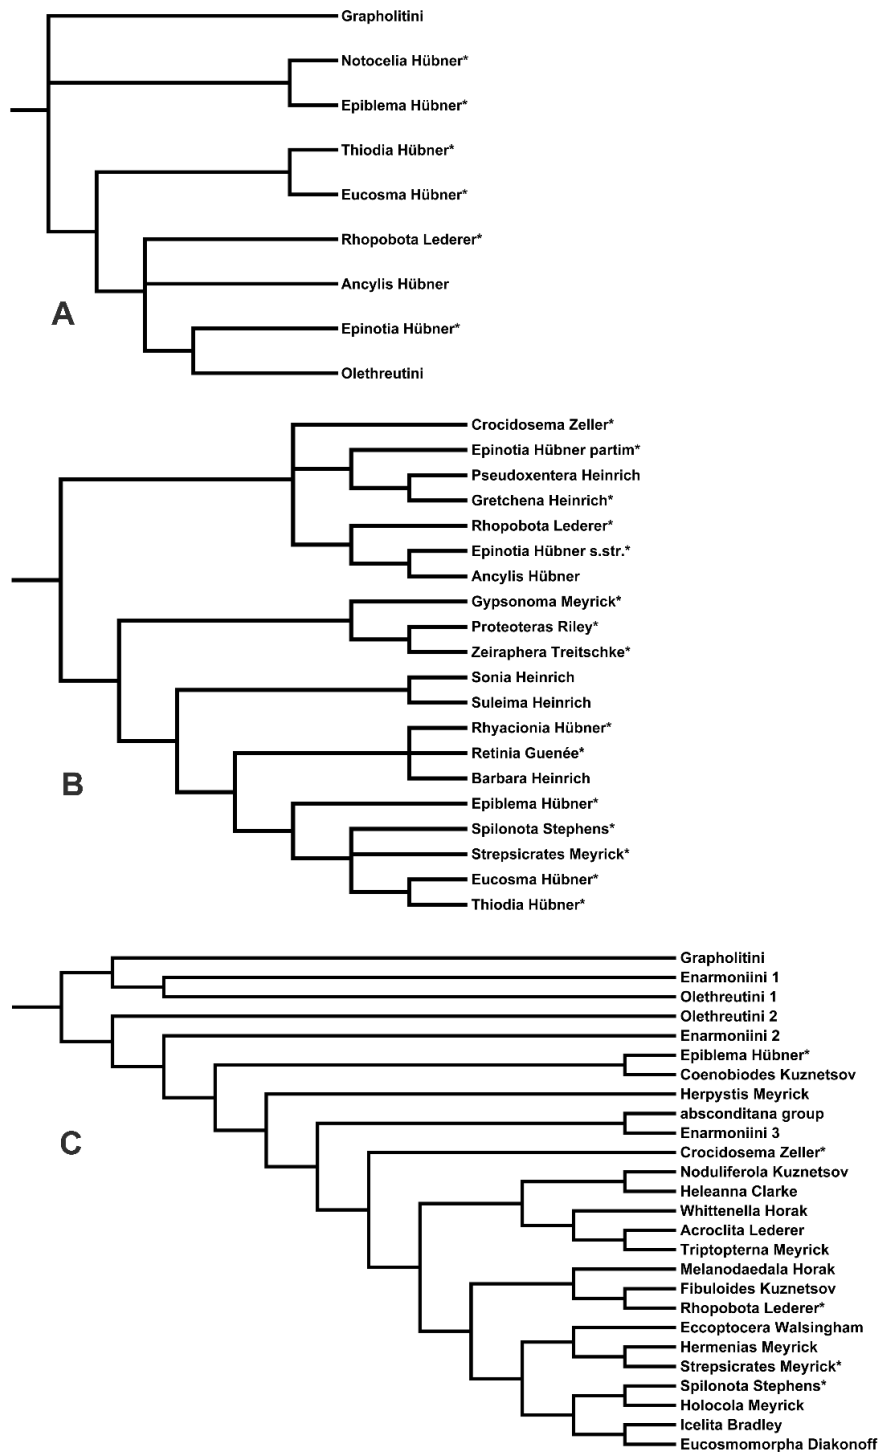 Grapholitini
Notocelia Hübner*
Epiblema Hübner*
Thiodia Hübner*
Eucosma Hübner*
Rhopobota Lederer*
Ancylis Hübner
A
Epinotia Hübner*
Olethreutini
Crocidosema Zeller*
Epinotia Hübner partim*
Pseudoxentera Heinrich
Gretchena Heinrich*
Rhopobota Lederer*
Epinotia Hübner s.str.*
Ancylis Hübner
Gypsonoma Meyrick*
Proteoteras Riley*
Zeiraphera Treitschke*
Sonia Heinrich
Suleima Heinrich
Rhyacionia Hübner*
Retinia Guenée*
Barbara Heinrich
B
Epiblema Hübner*
Spilonota Stephens*
Strepsicrates Meyrick*
Eucosma Hübner*
Thiodia Hübner*
Grapholitini
Enarmoniini 1
Olethreutini 1
Olethreutini 2
Enarmoniini 2
Epiblema Hübner*
Coenobiodes Kuznetsov
Herpystis Meyrick
absconditana group
Enarmoniini 3
C
Crocidosema Zeller*
Noduliferola Kuznetsov
Heleanna Clarke
Whittenella Horak
Acroclita Lederer
Triptopterna Meyrick
Melanodaedala Horak
Fibuloides Kuznetsov
Rhopobota Lederer*
Eccoptocera Walsingham
Hermenias Meyrick
Strepsicrates Meyrick*
Spilonota Stephens*
Holocola Meyrick
Icelita Bradley
Eucosmomorpha Diakonoff